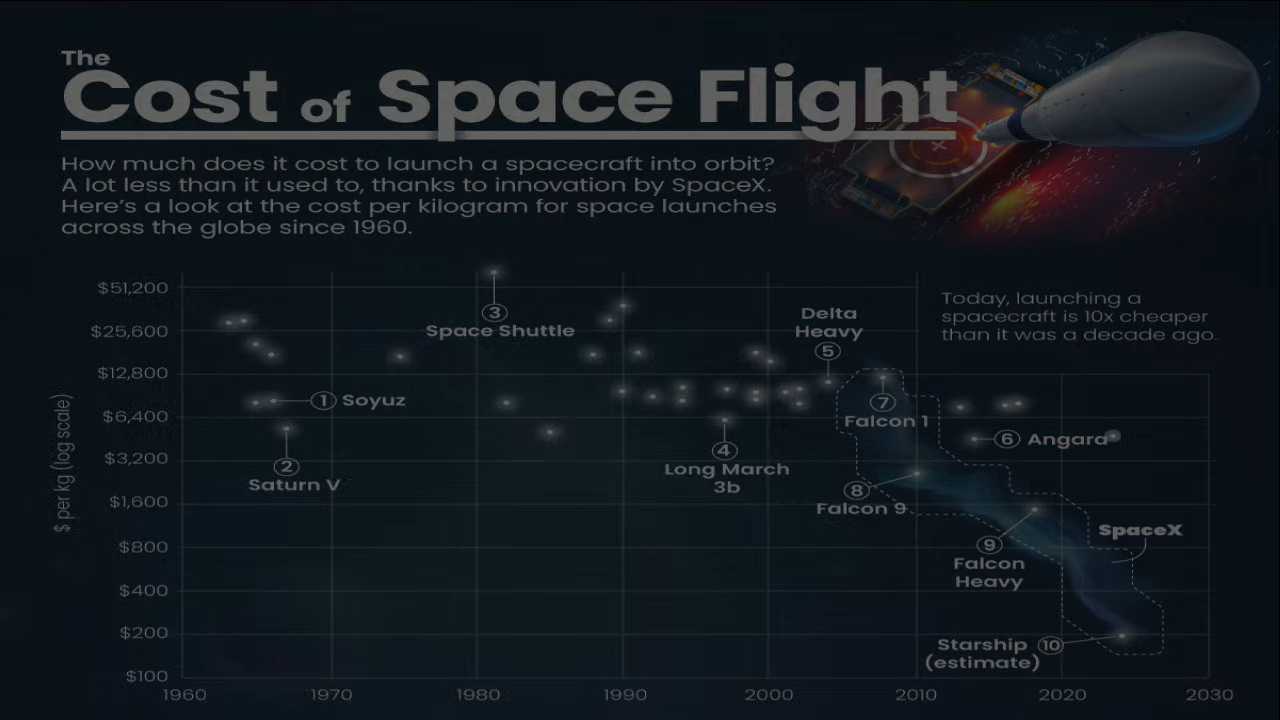 The
Cost of Space Flight
How much does it cost to launch a spacecraft into orbit?
A lot less than it used to, thanks to innovation by SpaceX.
Here's a look at the cost per kilogram for space launches
across the globe since 1960.
Today, launching a
spacecraft is 10x cheaper
than it was a decade ago.
$ per kg (log scale)
$51,200
$25,600
$12,800
$6,400
$3,200
$1,600
$800
$400
$200
$100
1 Soyuz
2
Saturn V
3
Space Shuttle
4
Long March
3b
Delta
Heavy
5
6 Angara
7
Falcon 1
8
Falcon 9
9
Falcon
Heavy
SpaceX
Starship 10
(estimate)
1960 1970 1980 1990 2000 2010 2020 2030